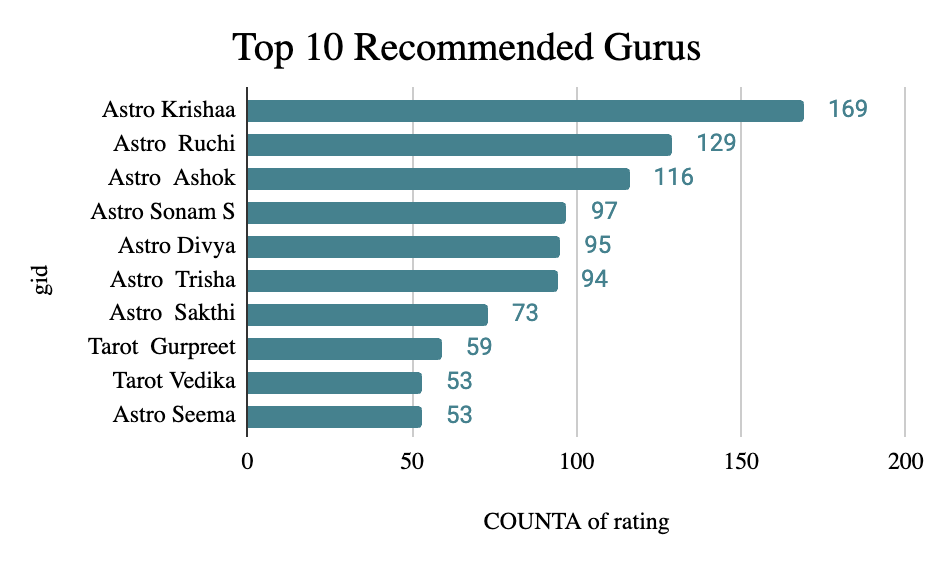 Top 10 Recommended Gurus
Astro Krishaa 169
Astro  Ruchi 129
Astro  Ashok 116
Astro Sonam S 97
Astro Divya 95
Astro  Trisha 94
Astro  Sakthi 73
Tarot  Gurpreet 59
Tarot Vedika 53
Astro Seema 53
gid
0 50 100 150 200
COUNTA of rating